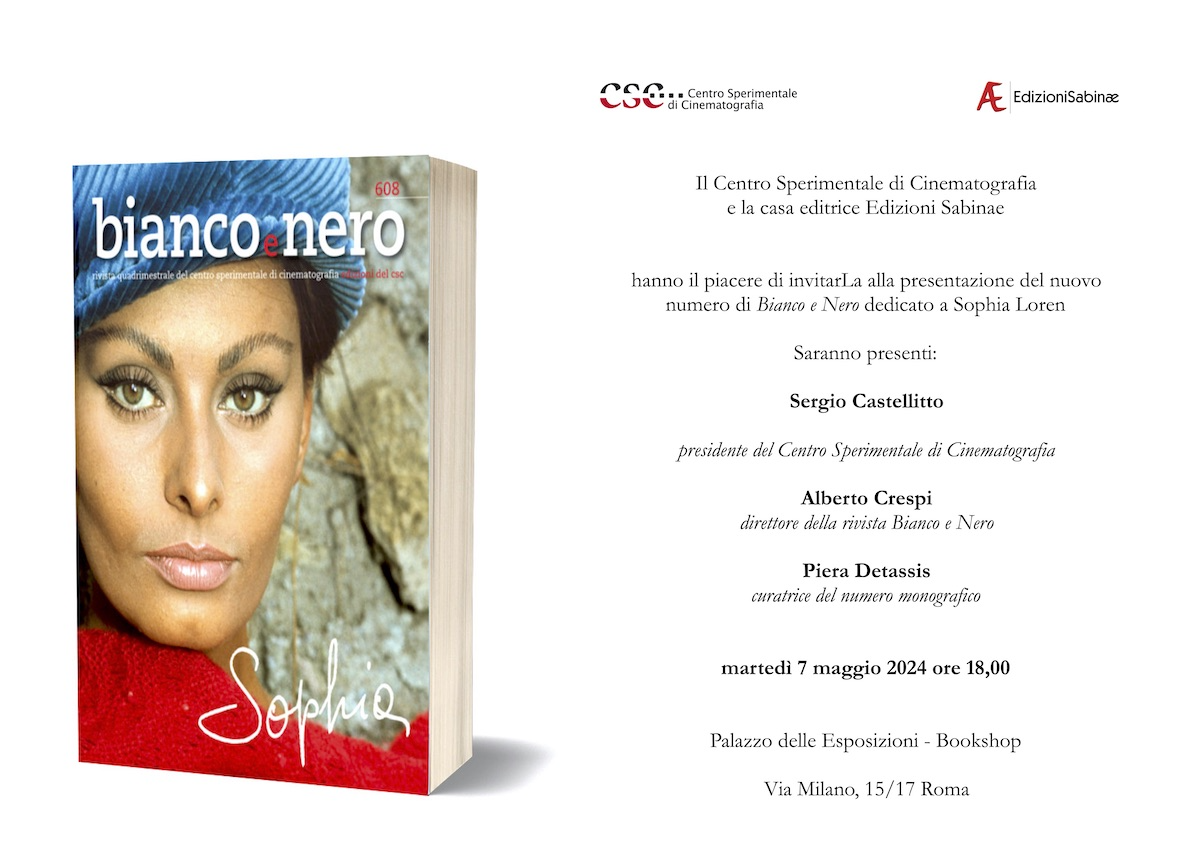 608
bianco e nero
rivista quadrimestrale del centro sperimentale di cinematografia edizioni del csc
Sophia
csc Centro Sperimentale
di Cinematografia
Æ EdizioniSabinæ
Il Centro Sperimentale di Cinematografia
e la casa editrice Edizioni Sabinae
hanno il piacere di invitarLa alla presentazione del nuovo
numero di Bianco e Nero dedicato a Sophia Loren
Saranno presenti:
Sergio Castellitto
presidente del Centro Sperimentale di Cinematografia
Alberto Crespi
direttore della rivista Bianco e Nero
Piera Detassis
curatrice del numero monografico
martedì 7 maggio 2024 ore 18,00
Palazzo delle Esposizioni - Bookshop
Via Milano, 15/17 Roma